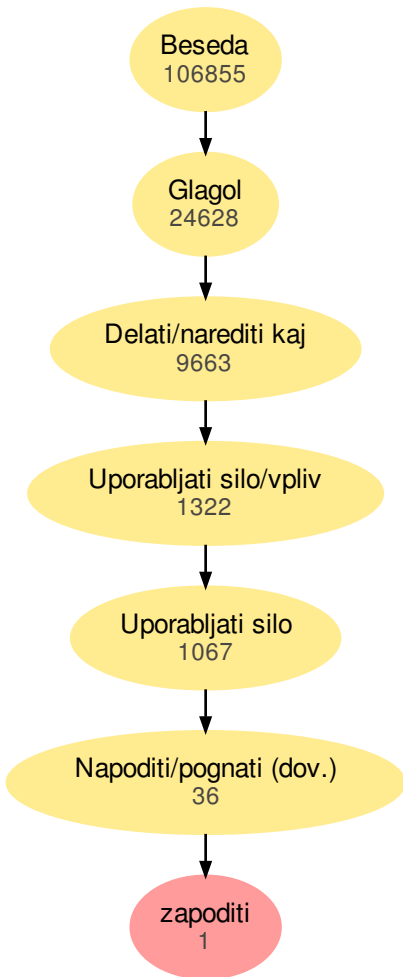 Beseda
106855
Glagol
24628
Delati/narediti kaj
9663
Uporabljati silo/vpliv
1322
Uporabljati silo
1067
Napoditi/pognati (dov.)
36
zapoditi
1